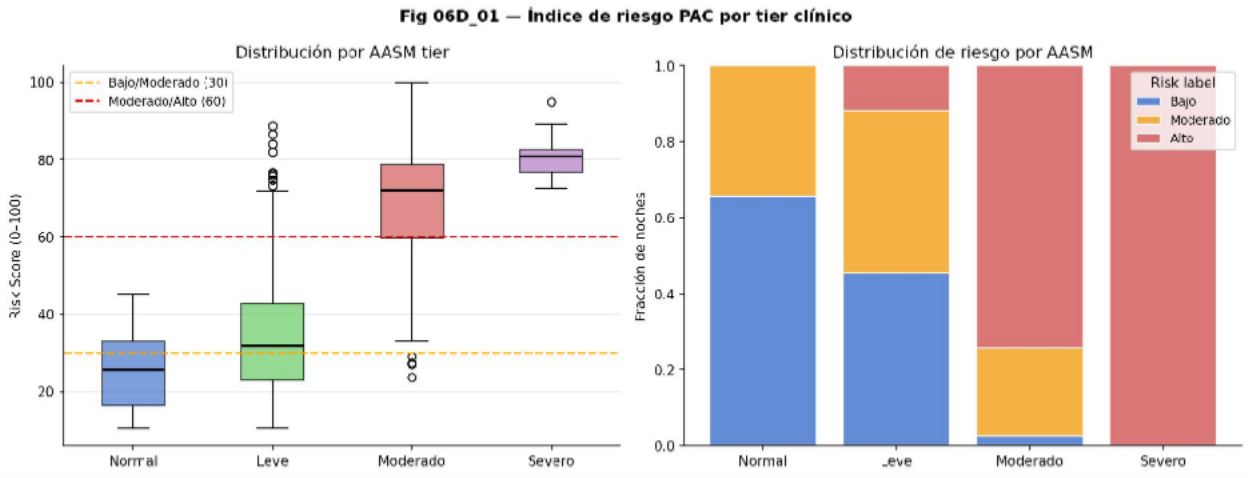 Fig 06D_01 — Índice de riesgo PAC por tier clínico
Distribución por AASM tier
Bajo/Moderado (30)
Moderado/Alto (60)
Risk Score (0–100)
100
80
60
40
20
Normal
Leve
Moderado
Severo
Distribución de riesgo por AASM
Risk label
Bajo
Moderado
Alto
Fracción de noches
1.0
0.8
0.6
0.4
0.2
0.0
Normal
Leve
Moderado
Severo